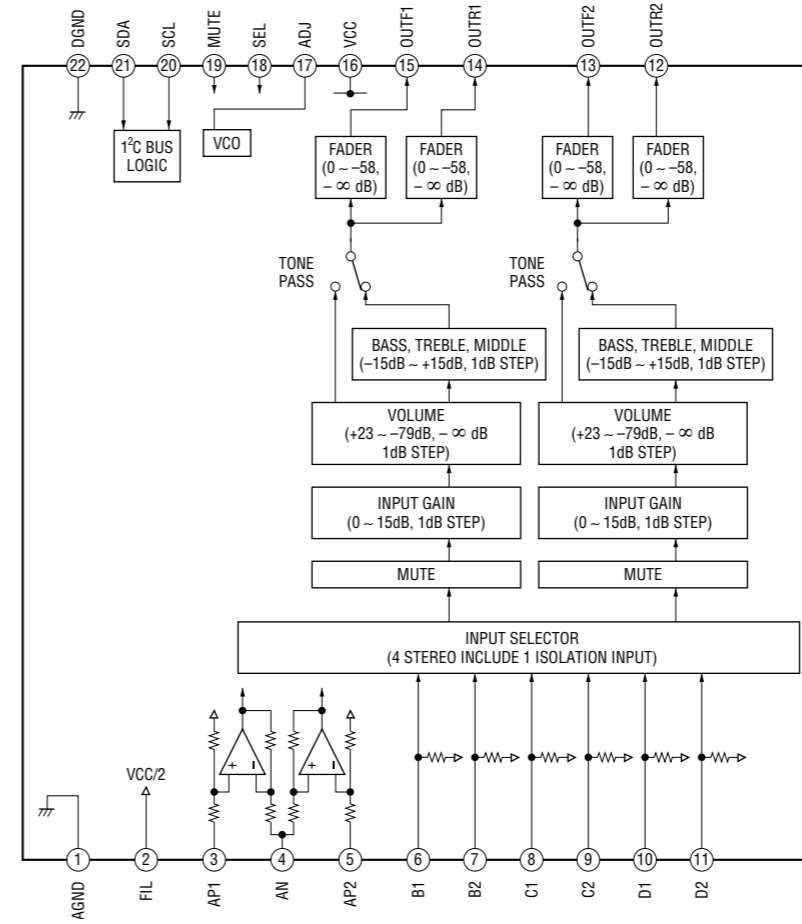 DGND
SDA
SCL
MUTE
SEL
ADJ
VCC
OUTF1
OUTR1
OUTF2
OUTR2
22
21
20
19
18
17
16
15
14
13
12
1²C BUS
LOGIC
VCO
FADER
(0 ~ –58,
– ∞ dB)
FADER
(0 ~ –58,
– ∞ dB)
FADER
(0 ~ –58,
– ∞ dB)
FADER
(0 ~ –58,
– ∞ dB)
TONE
PASS
TONE
PASS
BASS, TREBLE, MIDDLE
(–15dB ~ +15dB, 1dB STEP)
BASS, TREBLE, MIDDLE
(–15dB ~ +15dB, 1dB STEP)
VOLUME
(+23 ~ –79dB, – ∞ dB
1dB STEP)
VOLUME
(+23 ~ –79dB, – ∞ dB
1dB STEP)
INPUT GAIN
(0 ~ 15dB, 1dB STEP)
INPUT GAIN
(0 ~ 15dB, 1dB STEP)
MUTE
MUTE
INPUT SELECTOR
(4 STEREO INCLUDE 1 ISOLATION INPUT)
VCC/2
+ –
+ –
1
2
3
4
5
6
7
8
9
10
11
AGND
FIL
AP1
AN
AP2
B1
B2
C1
C2
D1
D2